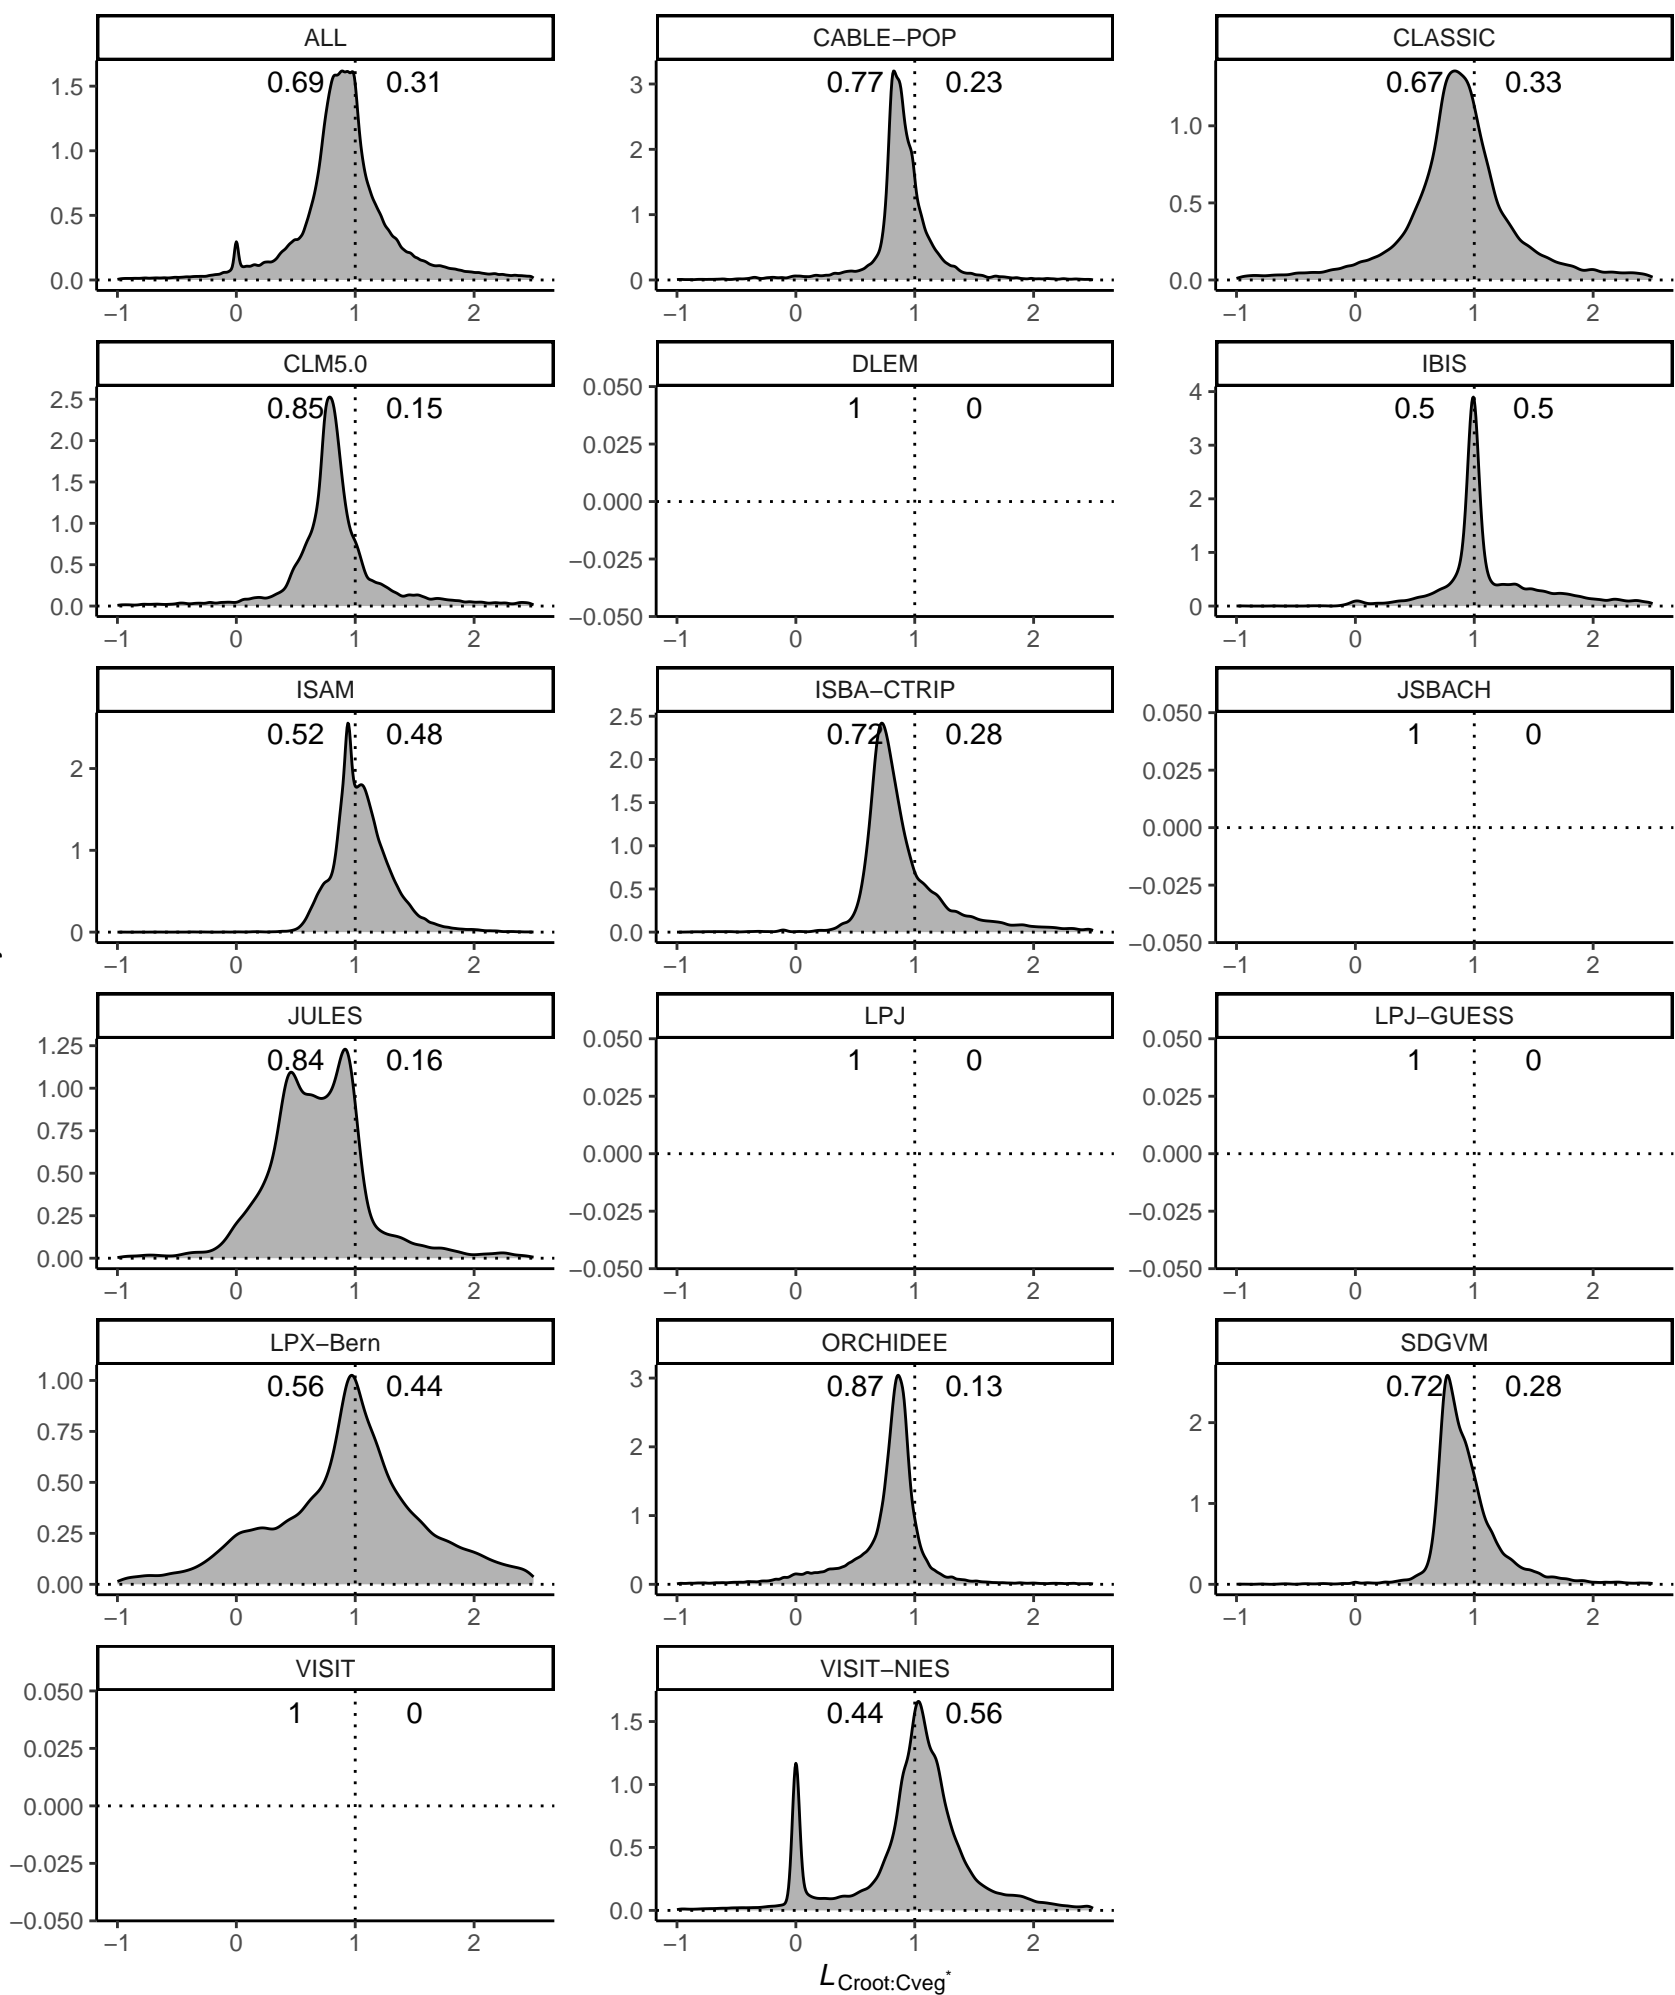 ALL
0.69 0.31
1.5
1.0
0.5
0.0
−1 0 1 2
CABLE−POP
0.77 0.23
3
2
1
0
−1 0 1 2
CLASSIC
0.67 0.33
1.0
0.5
0.0
−1 0 1 2
CLM5.0
0.85 0.15
2.5
2.0
1.5
1.0
0.5
0.0
−1 0 1 2
DLEM
0.050
1 0
0.025
0.000
−0.025
−0.050
−1 0 1 2
IBIS
4
0.5 0.5
3
2
1
0
−1 0 1 2
ISAM
0.52 0.48
2
1
0
−1 0 1 2
ISBA−CTRIP
2.5
0.72 0.28
2.0
1.5
1.0
0.5
0.0
−1 0 1 2
JSBACH
0.050
1 0
0.025
0.000
−0.025
−0.050
−1 0 1 2
JULES
1.25
0.84 0.16
1.00
0.75
0.50
0.25
0.00
−1 0 1 2
LPJ
0.050
1 0
0.025
0.000
−0.025
−0.050
−1 0 1 2
LPJ−GUESS
0.050
1 0
0.025
0.000
−0.025
−0.050
−1 0 1 2
LPX−Bern
1.00
0.56 0.44
0.75
0.50
0.25
0.00
−1 0 1 2
ORCHIDEE
3
0.87 0.13
2
1
0
−1 0 1 2
SDGVM
0.72 0.28
2
1
0
−1 0 1 2
VISIT
0.050
1 0
0.025
0.000
−0.025
−0.050
−1 0 1 2
VISIT−NIES
0.44 0.56
1.5
1.0
0.5
0.0
−1 0 1 2
L Croot:Cveg*